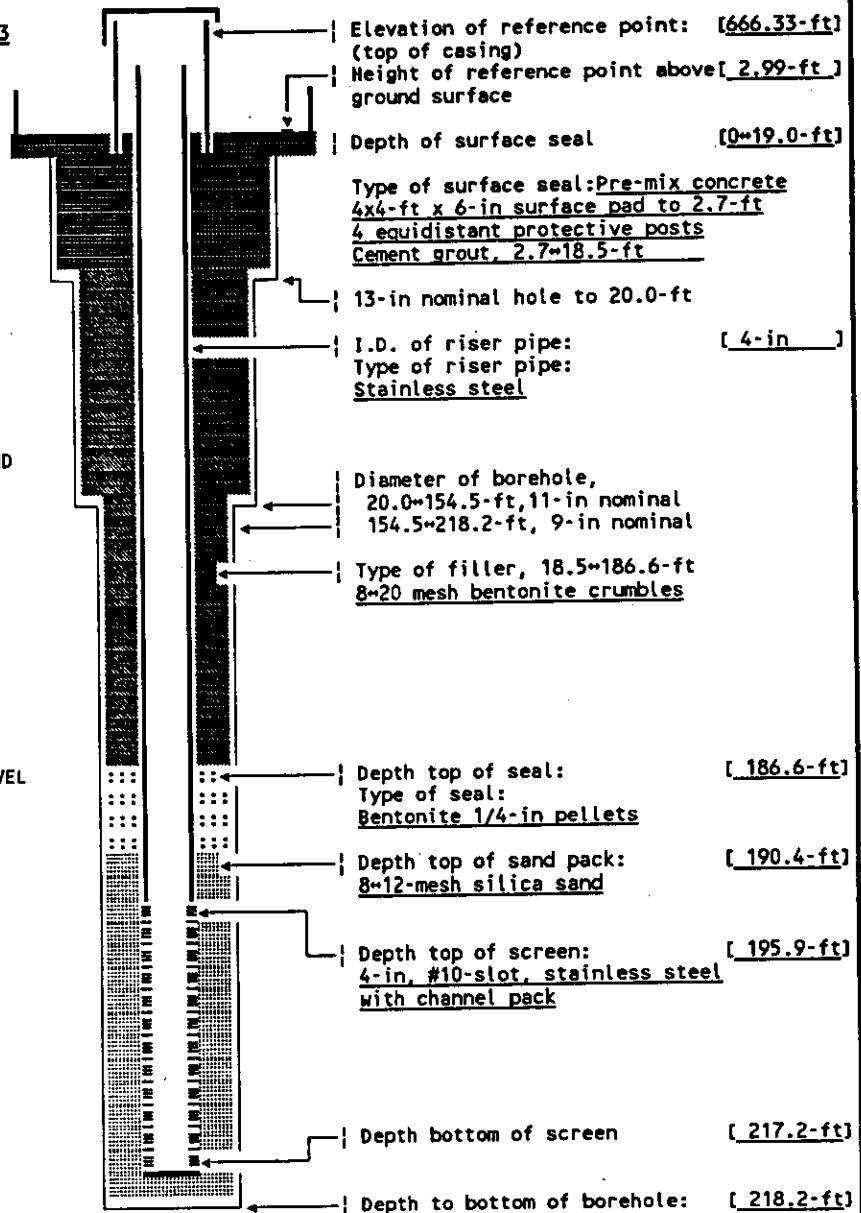 3
Elevation of reference point: [666.33-ft]
(top of casing)
Height of reference point above[ 2.99-ft ]
ground surface
Depth of surface seal [0↔19.0-ft]
Type of surface seal:Pre-mix concrete
4x4-ft x 6-in surface pad to 2.7-ft
4 equidistant protective posts
Cement grout, 2.7↔18.5-ft
13-in nominal hole to 20.0-ft
I.D. of riser pipe: [ 4-in ]
Type of riser pipe:
Stainless steel
ND
Diameter of borehole,
20.0↔154.5-ft,11-in nominal
154.5↔218.2-ft, 9-in nominal
Type of filler, 18.5↔186.6-ft
8↔20 mesh bentonite crumbles
VEL
Depth top of seal: [ 186.6-ft]
Type of seal:
Bentonite 1/4-in pellets
Depth top of sand pack: [ 190.4-ft]
8↔12-mesh silica sand
Depth top of screen: [ 195.9-ft]
4-in, #10-slot, stainless steel
with channel pack
Depth bottom of screen [ 217.2-ft]
Depth to bottom of borehole: [ 218.2-ft]